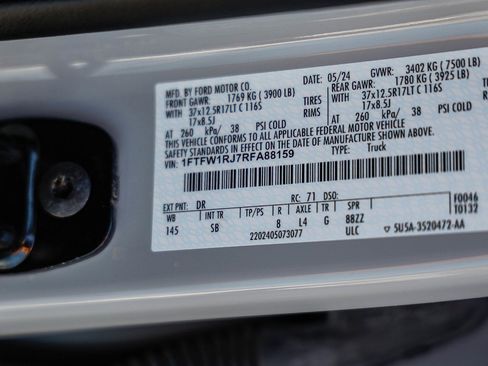 MFD. BY FORD MOTOR CO.
DATE: 05/24 GVWR: 3402 KG (7500 LB)
FRONT GAWR: 1769 KG (3900 LB) REAR GAWR: 1780 KG (3925 LB)
WITH 37x12.5R17LT C 116S TIRES WITH 37x12.5R17LT C 116S
17x8.5J RIMS 17x8.5J
AT 260 kPa/ 38 PSI COLD AT 260 kPa/ 38 PSI COLD
THIS VEHICLE CONFORMS TO ALL APPLICABLE FEDERAL MOTOR VEHICLE SAFETY
STANDARDS IN EFFECT ON THE DATE OF MANUFACTURE SHOWN ABOVE.
VIN: 1FTFW1RJ7RFA88159 TYPE: Truck
EXT PNT: DR RC: 71 DSO: F0046
WB INT TR TP/PS R AXLE TR SPR 10132
145 SB 8 L4 G 88ZZ
2202405073077 ULC SU5A-3520472-AA